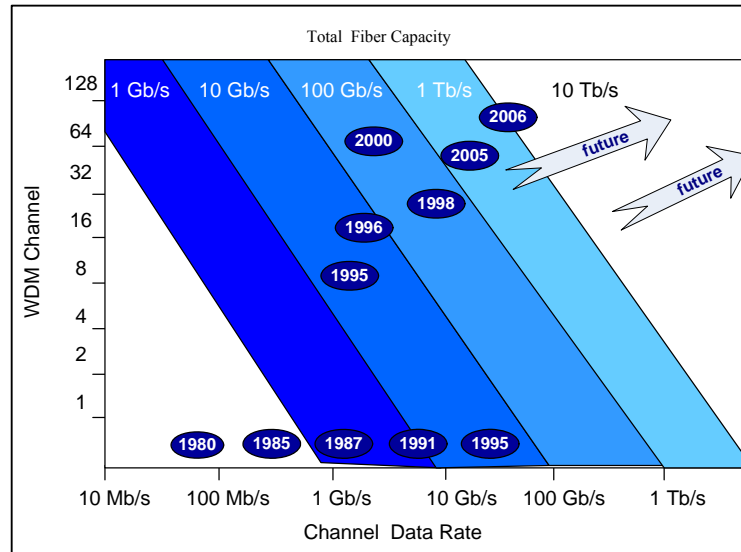 Total Fiber Capacity
128
64
32
16
8
4
2
1
WDM Channel
1 Gb/s
10 Gb/s
100 Gb/s
1 Tb/s
10 Tb/s
2006
2000
2005
future
future
1998
1996
1995
1980
1985
1987
1991
1995
10 Mb/s
100 Mb/s
1 Gb/s
10 Gb/s
100 Gb/s
1 Tb/s
Channel Data Rate